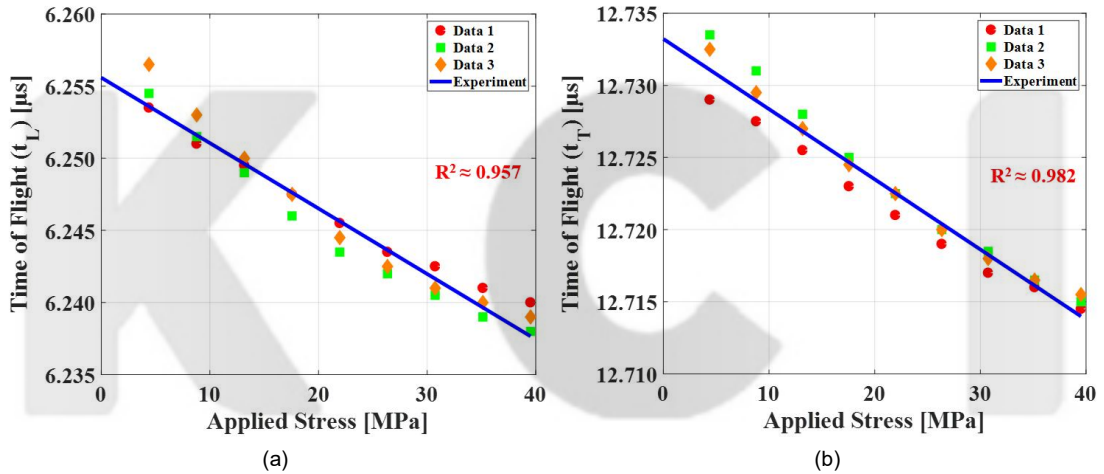 6.260
6.255
6.250
6.245
6.240
6.235
Time of Flight (t_L) [µs]
Data 1
Data 2
Data 3
Experiment
R² ≈ 0.957
0 10 20 30 40
Applied Stress [MPa]
(a)
12.735
12.730
12.725
12.720
12.715
12.710
Time of Flight (t_T) [µs]
Data 1
Data 2
Data 3
Experiment
R² ≈ 0.982
0 10 20 30 40
Applied Stress [MPa]
(b)
KCI